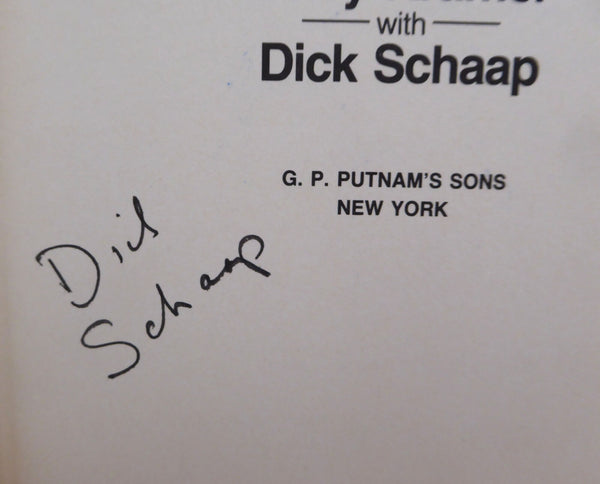 with
Dick Schaap
G. P. PUTNAM'S SONS
NEW YORK
Dick
Schaap